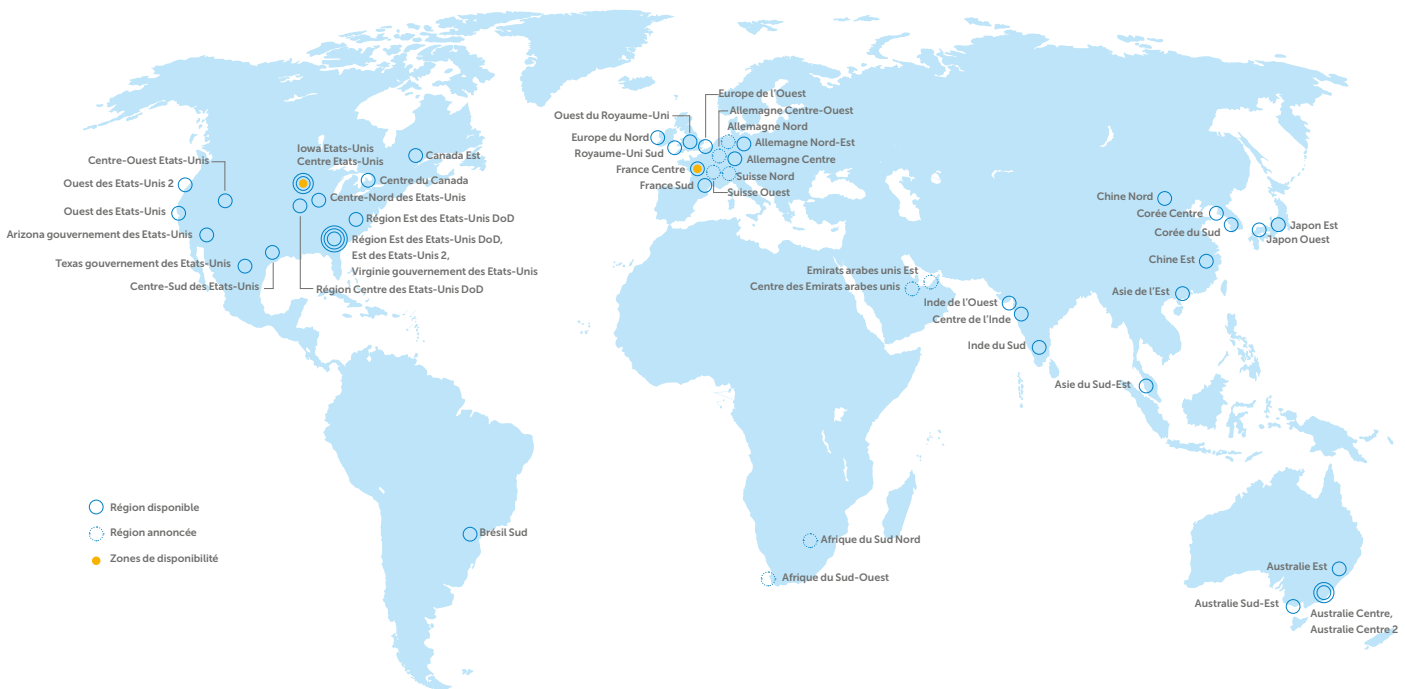 Europe de l'Ouest
Allemagne Centre-Ouest
Ouest du Royaume-Uni
Allemagne Nord
Europe du Nord
Allemagne Nord-Est
Royaume-Uni Sud
Allemagne Centre
France Centre
Suisse Nord
France Sud
Suisse Ouest
Iowa Etats-Unis
Centre Etats-Unis
Canada Est
Centre-Ouest Etats-Unis
Centre du Canada
Ouest des Etats-Unis 2
Centre-Nord des Etats-Unis
Ouest des Etats-Unis
Région Est des Etats-Unis DoD
Arizona gouvernement des Etats-Unis
Région Est des Etats-Unis DoD,
Est des Etats-Unis 2,
Virginie gouvernement des Etats-Unis
Texas gouvernement des Etats-Unis
Centre-Sud des Etats-Unis
Région Centre des Etats-Unis DoD
Chine Nord
Corée Centre
Corée du Sud
Japon Est
Japon Ouest
Chine Est
Emirats arabes unis Est
Centre des Emirats arabes unis
Asie de l'Est
Inde de l'Ouest
Centre de l'Inde
Inde du Sud
Asie du Sud-Est
Région disponible
Région annoncée
Zones de disponibilité
Brésil Sud
Afrique du Sud Nord
Afrique du Sud-Ouest
Australie Est
Australie Sud-Est
Australie Centre,
Australie Centre 2